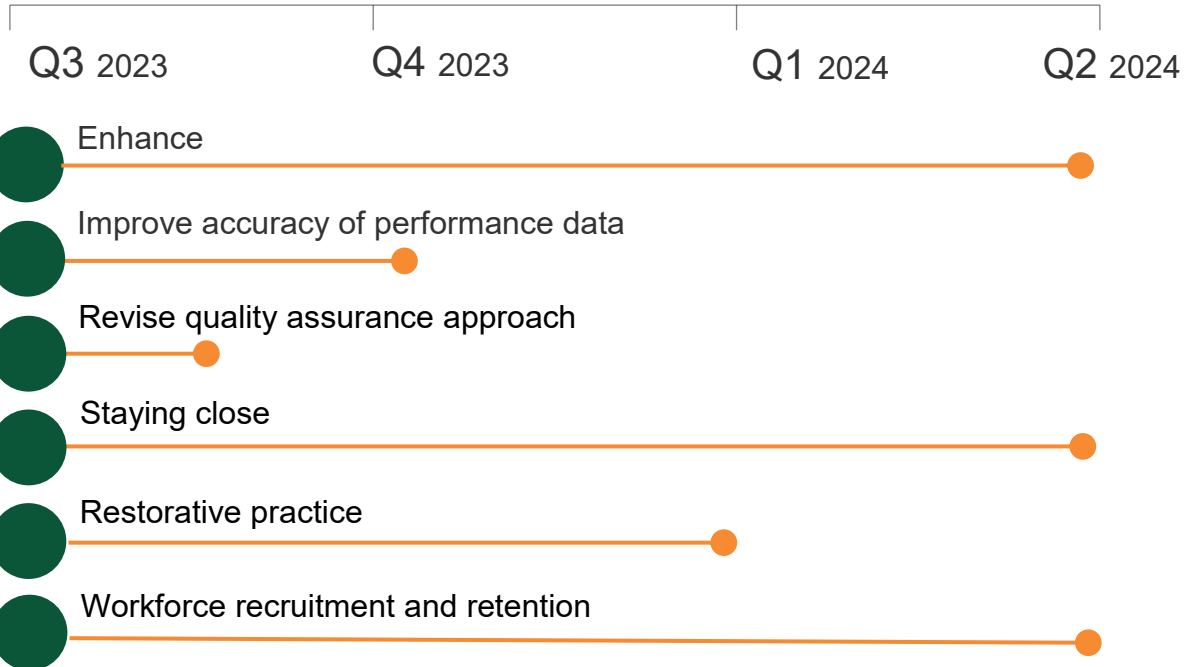 Q3 2023 Q4 2023 Q1 2024 Q2 2024
Enhance
Improve accuracy of performance data
Revise quality assurance approach
Staying close
Restorative practice
Workforce recruitment and retention